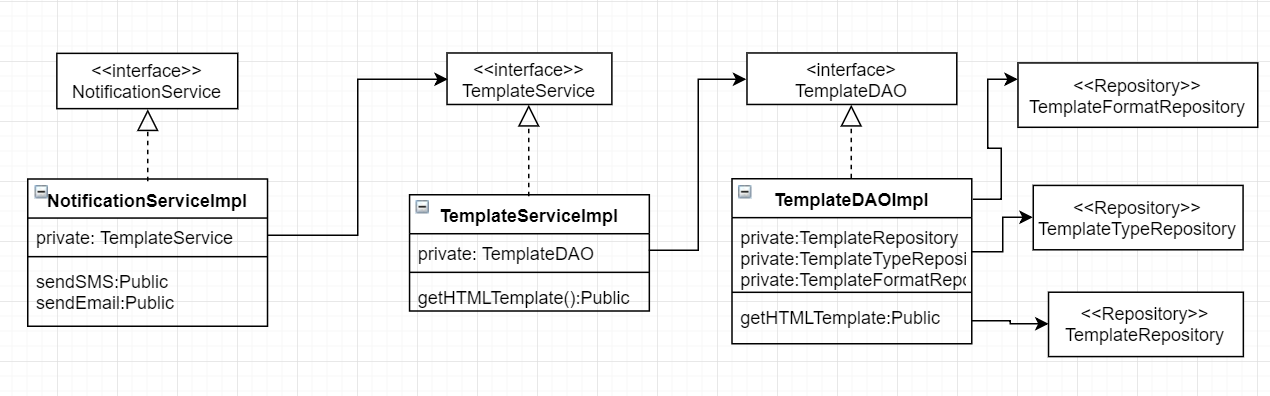 <<interface>>
NotificationService
NotificationServiceImpl
private: TemplateService
sendSMS:Public
sendEmail:Public
<<interface>>
TemplateService
TemplateServiceImpl
private: TemplateDAO
getHTMLTemplate():Public
<interface>
TemplateDAO
TemplateDAOImpl
private:TemplateRepository
private:TemplateTypeReposi
private:TemplateFormatRepo
getHTMLTemplate:Public
<<Repository>>
TemplateFormatRepository
<<Repository>>
TemplateTypeRepository
<<Repository>>
TemplateRepository